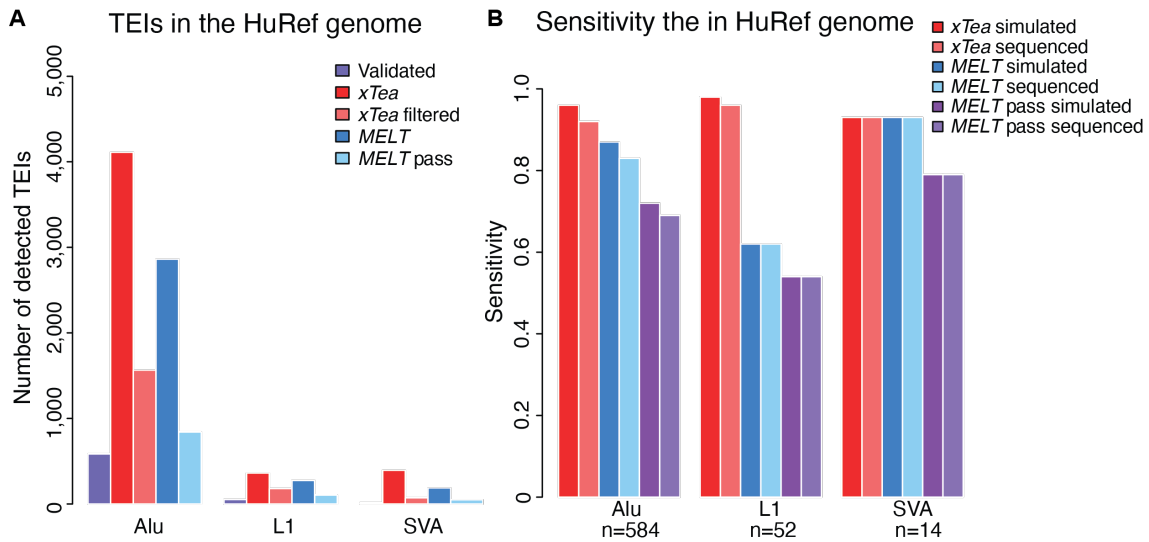 A
TEIs in the HuRef genome
Number of detected TEIs
5,000
4,000
3,000
2,000
1,000
0
Validated
xTea
xTea filtered
MELT
MELT pass
Alu
L1
SVA
B
Sensitivity the in HuRef genome
Sensitivity
1.0
0.8
0.6
0.4
0.2
0
xTea simulated
xTea sequenced
MELT simulated
MELT sequenced
MELT pass simulated
MELT pass sequenced
Alu
n=584
L1
n=52
SVA
n=14